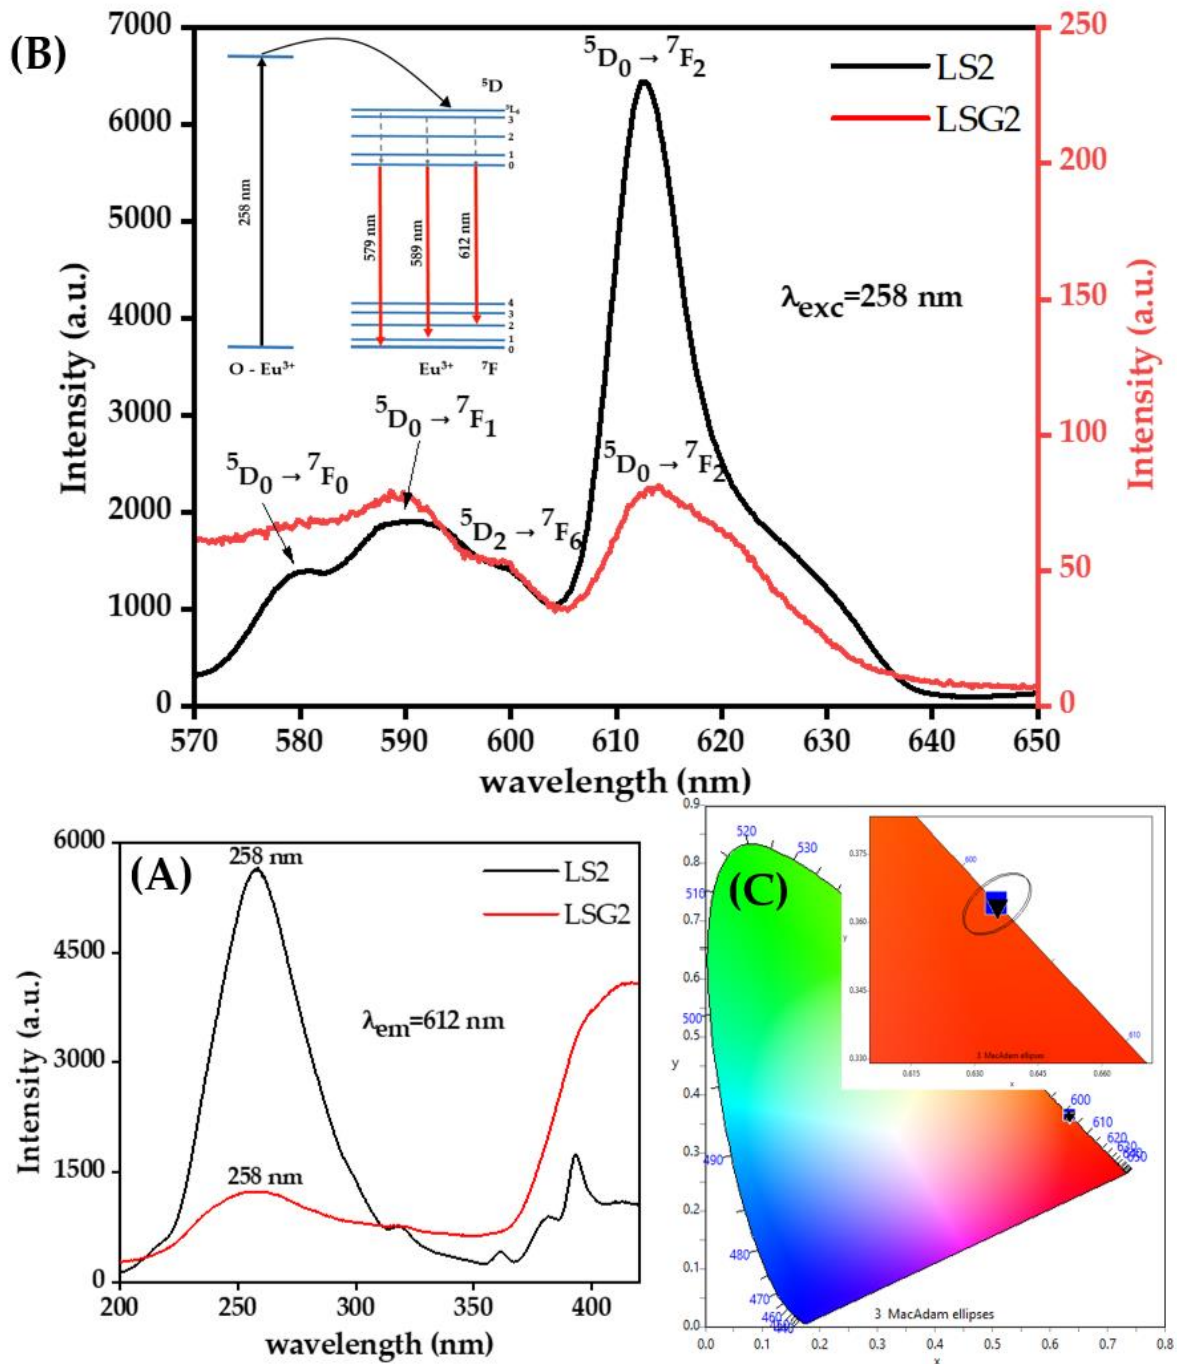 (B)
7000
6000
5000
4000
3000
2000
1000
0
Intensity (a.u.)
250
200
150
100
50
0
Intensity (a.u.)
⁵D₀ → ⁷F₂
LS2
LSG2
λexc=258 nm
258 nm
O - Eu³⁺
⁵D
3
2
1
0
579 nm
589 nm
612 nm
4
3
2
1
0
Eu³⁺ ⁷F
⁵D₀ → ⁷F₀
⁵D₀ → ⁷F₁
⁵D₂ → ⁷F₆
⁵D₀ → ⁷F₂
570 580 590 600 610 620 630 640 650
wavelength (nm)
(A)
6000
4500
3000
1500
0
Intensity (a.u.)
258 nm
258 nm
LS2
LSG2
λem=612 nm
200 250 300 350 400
wavelength (nm)
(C)
0.9
0.8
0.7
0.6
0.5
0.4
0.3
0.2
0.1
0.0
y
520
530
510
500
490
480
470
460
600
610
620
0.375
0.360
0.345
0.330
y
600
610
3 MacAdam ellipses
0.615 0.630 0.645 0.660
x
3 MacAdam ellipses
0.0 0.1 0.2 0.3 0.4 0.5 0.6 0.7 0.8
x